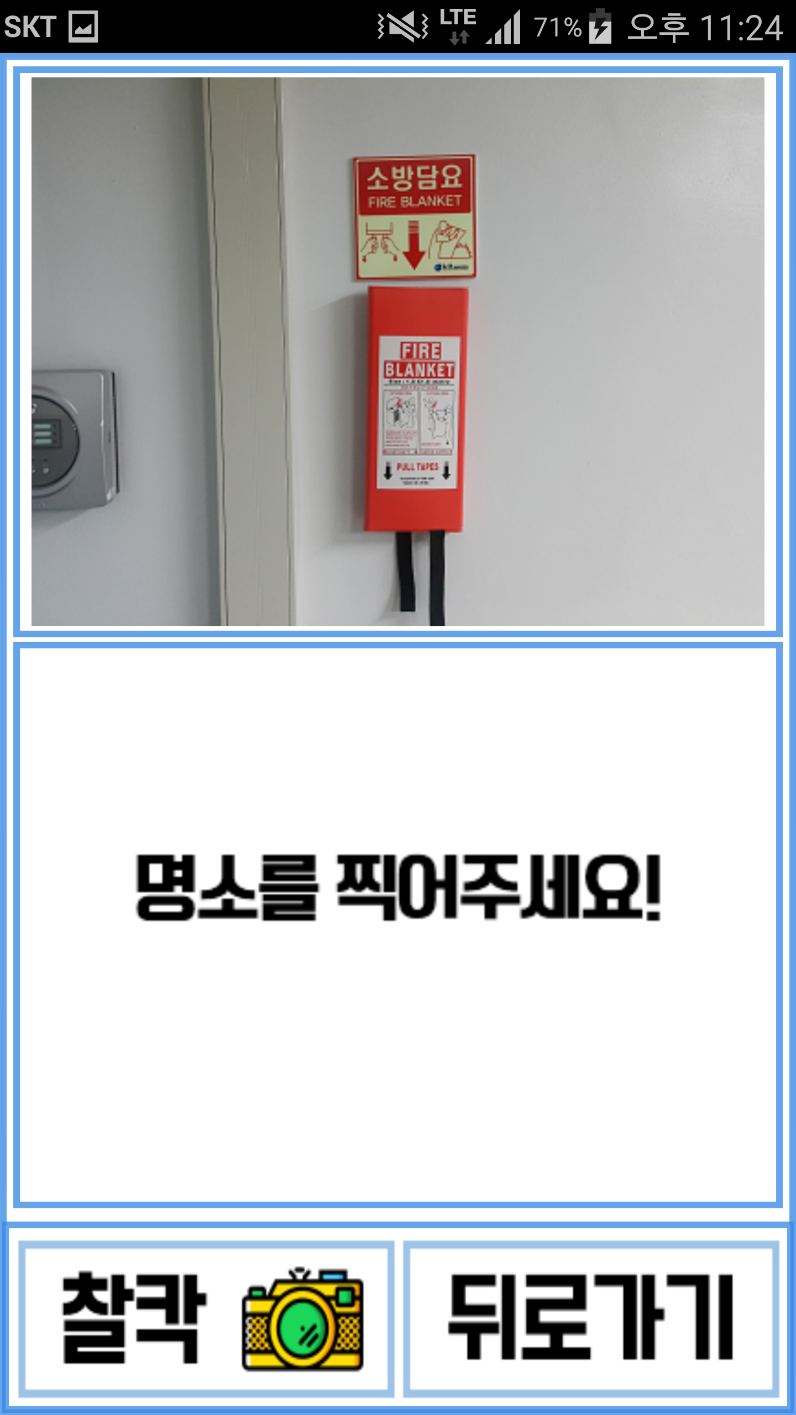 SKT LTE 71% 오후 11:24
소방담요
FIRE BLANKET
FIRE
BLANKET
PULL TAPES
명소를 찍어주세요!
찰칵 뒤로가기